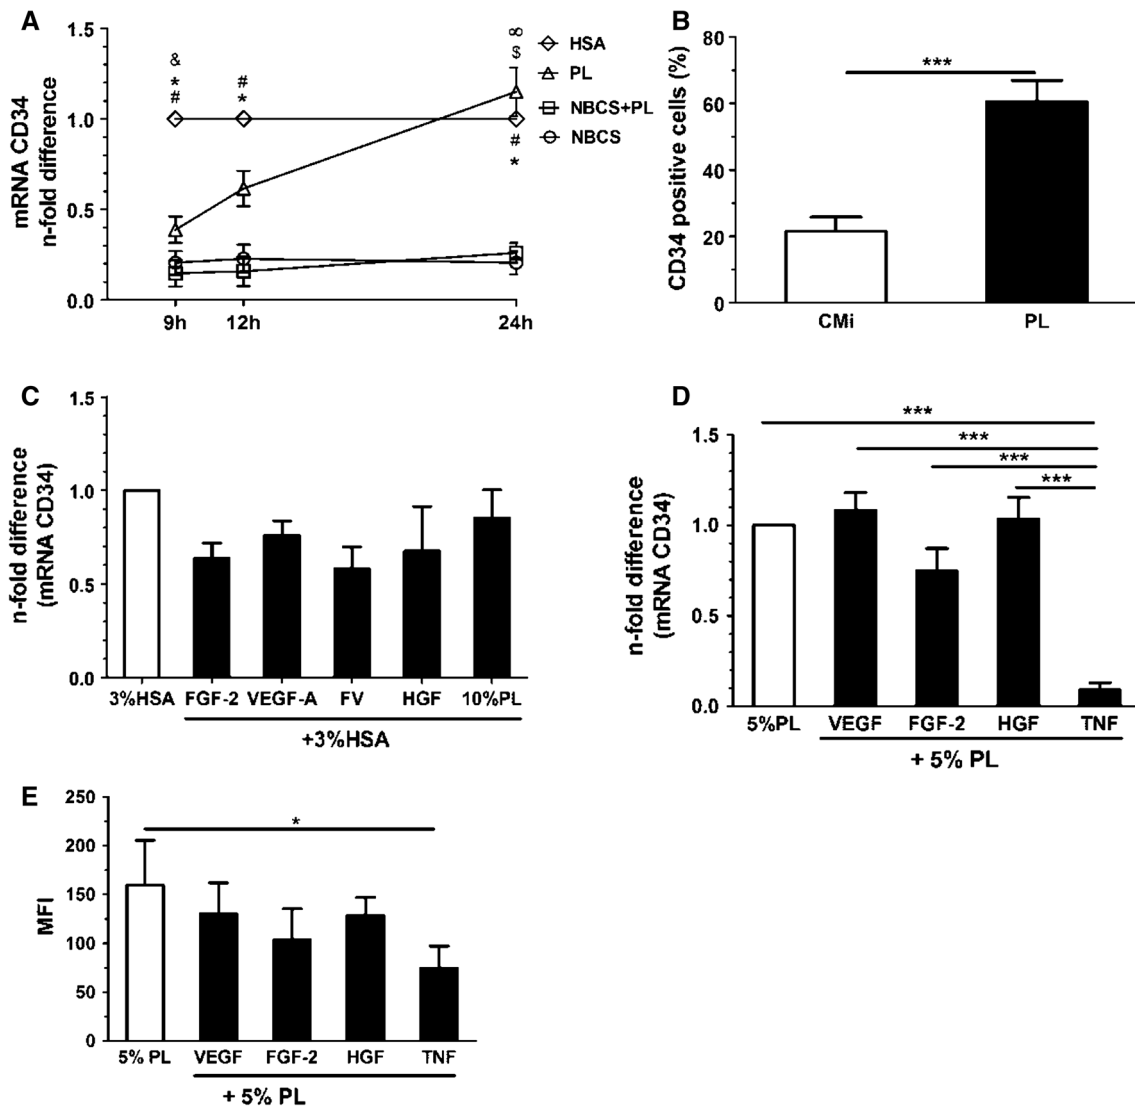 A
mRNA CD34
n-fold difference
1.5
1.0
0.5
0.0
&
*
#
#
*
∞
$
#
*
9h
12h
24h
HSA
PL
NBCS+PL
NBCS
B
CD34 positive cells (%)
80
60
40
20
0
***
CMi
PL
C
n-fold difference
(mRNA CD34)
1.5
1.0
0.5
0.0
3%HSA
FGF-2
VEGF-A
FV
HGF
10%PL
+3%HSA
D
n-fold difference
(mRNA CD34)
1.5
1.0
0.5
0.0
***
***
***
***
5%PL
VEGF
FGF-2
HGF
TNF
+ 5% PL
E
MFI
250
200
150
100
50
0
*
5% PL
VEGF
FGF-2
HGF
TNF
+ 5% PL